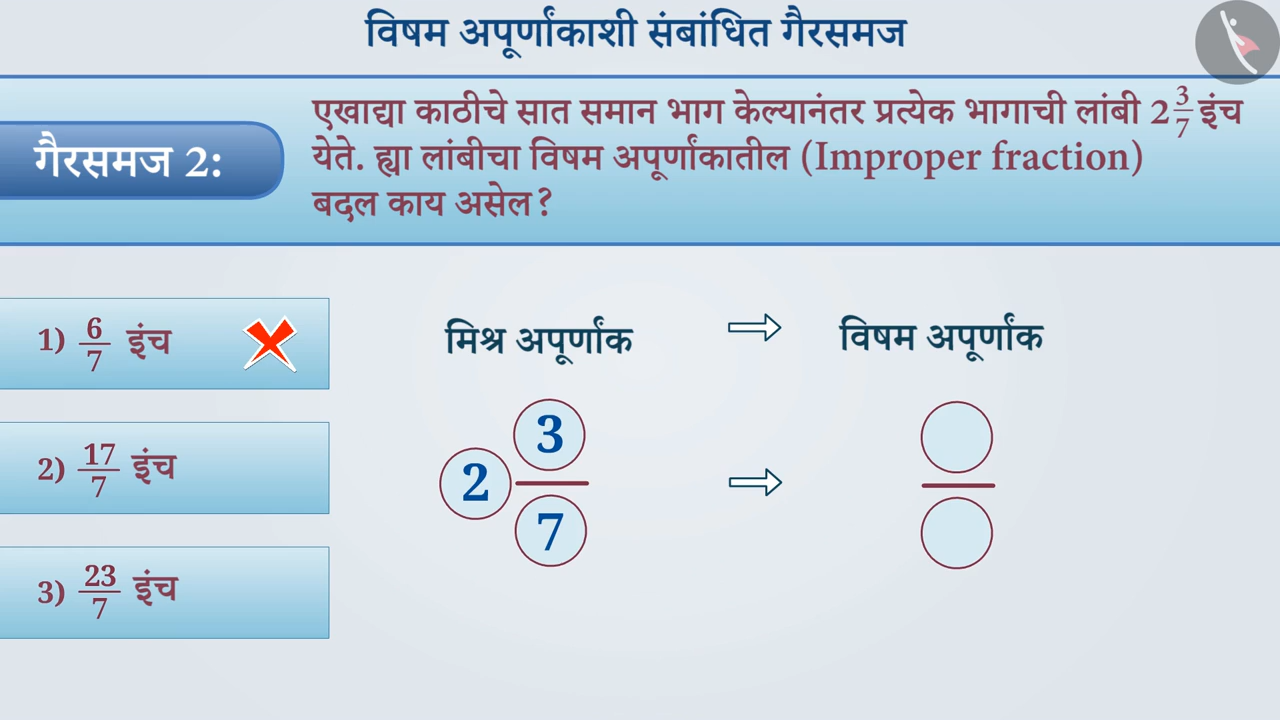 विषम अपूर्णांकाशी संबांधित गैरसमज
गैरसमज 2:
एखाद्या काठीचे सात समान भाग केल्यानंतर प्रत्येक भागाची लांबी 2 3/7 इंच
येते. ह्या लांबीचा विषम अपूर्णांकातील (Improper fraction)
बदल काय असेल?
1) 6/7 इंच
2) 17/7 इंच
3) 23/7 इंच
मिश्र अपूर्णांक ⇨ विषम अपूर्णांक
2 3/7 ⇨